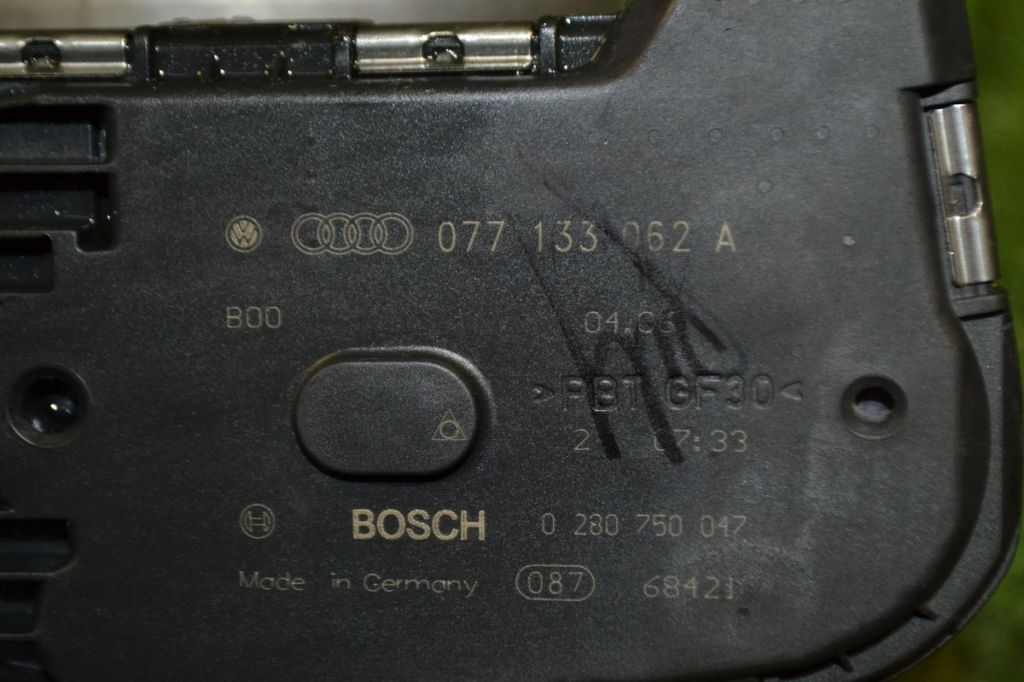 077 133 062 A
B00
>PBT GF30<
BOSCH 0 280 750 047
Made in Germany 087 68421